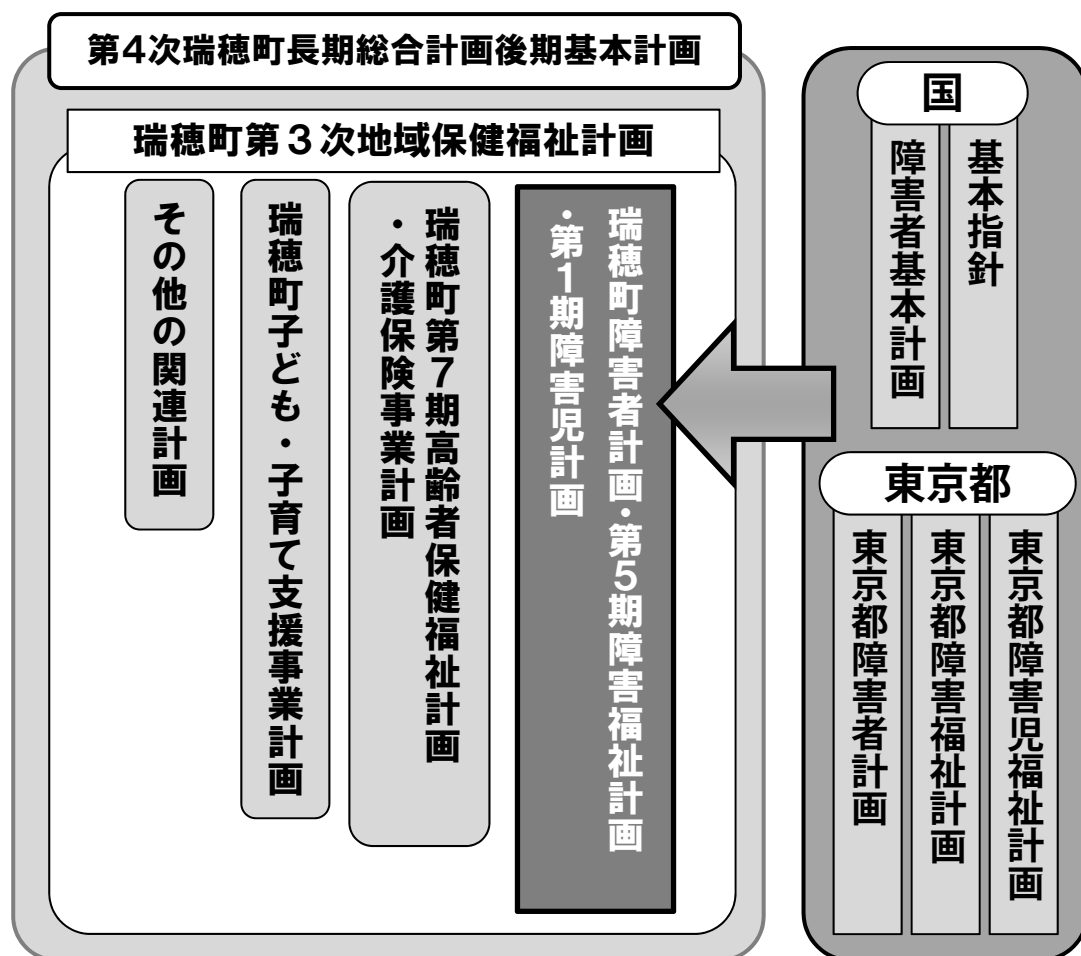 第4次瑞穂町長期総合計画後期基本計画
瑞穂町第３次地域保健福祉計画
瑞穂町障害者計画・第5期障害福祉計画
・第1期障害児計画
瑞穂町第7期高齢者保健福祉計画
・介護保険事業計画
瑞穂町子ども・子育て支援事業計画
その他の関連計画
国
基本指針
障害者基本計画
東京都
東京都障害児福祉計画
東京都障害福祉計画
東京都障害者計画